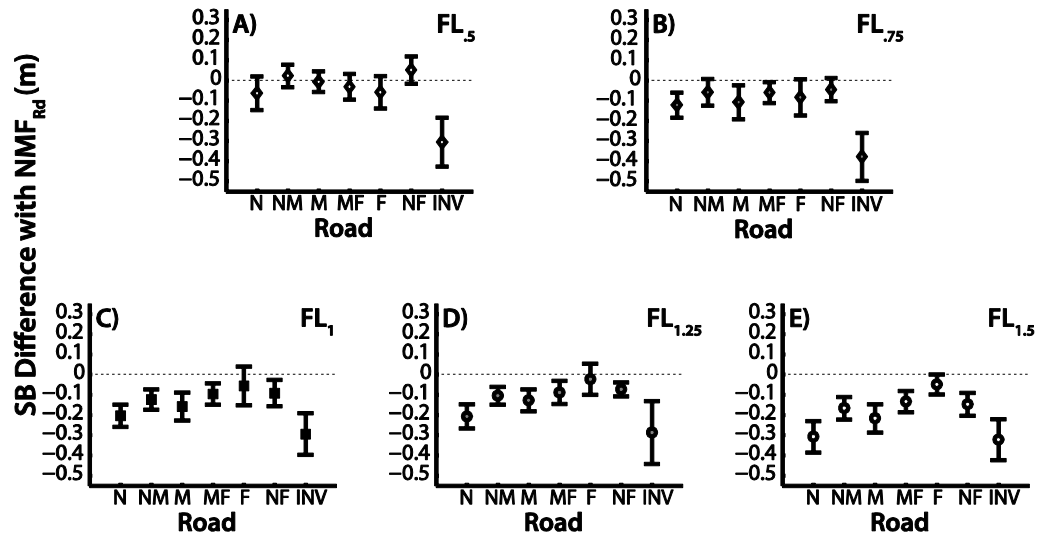 SB Difference with NMFRd (m)
A) FL.5
0.3
0.2
0.1
0
−0.1
−0.2
−0.3
−0.4
−0.5
N NM M MF F NF INV
Road
B) FL.75
0.3
0.2
0.1
0
−0.1
−0.2
−0.3
−0.4
−0.5
N NM M MF F NF INV
Road
C) FL1
0.3
0.2
0.1
0
−0.1
−0.2
−0.3
−0.4
−0.5
N NM M MF F NF INV
Road
D) FL1.25
0.3
0.2
0.1
0
−0.1
−0.2
−0.3
−0.4
−0.5
N NM M MF F NF INV
Road
E) FL1.5
0.3
0.2
0.1
0
−0.1
−0.2
−0.3
−0.4
−0.5
N NM M MF F NF INV
Road